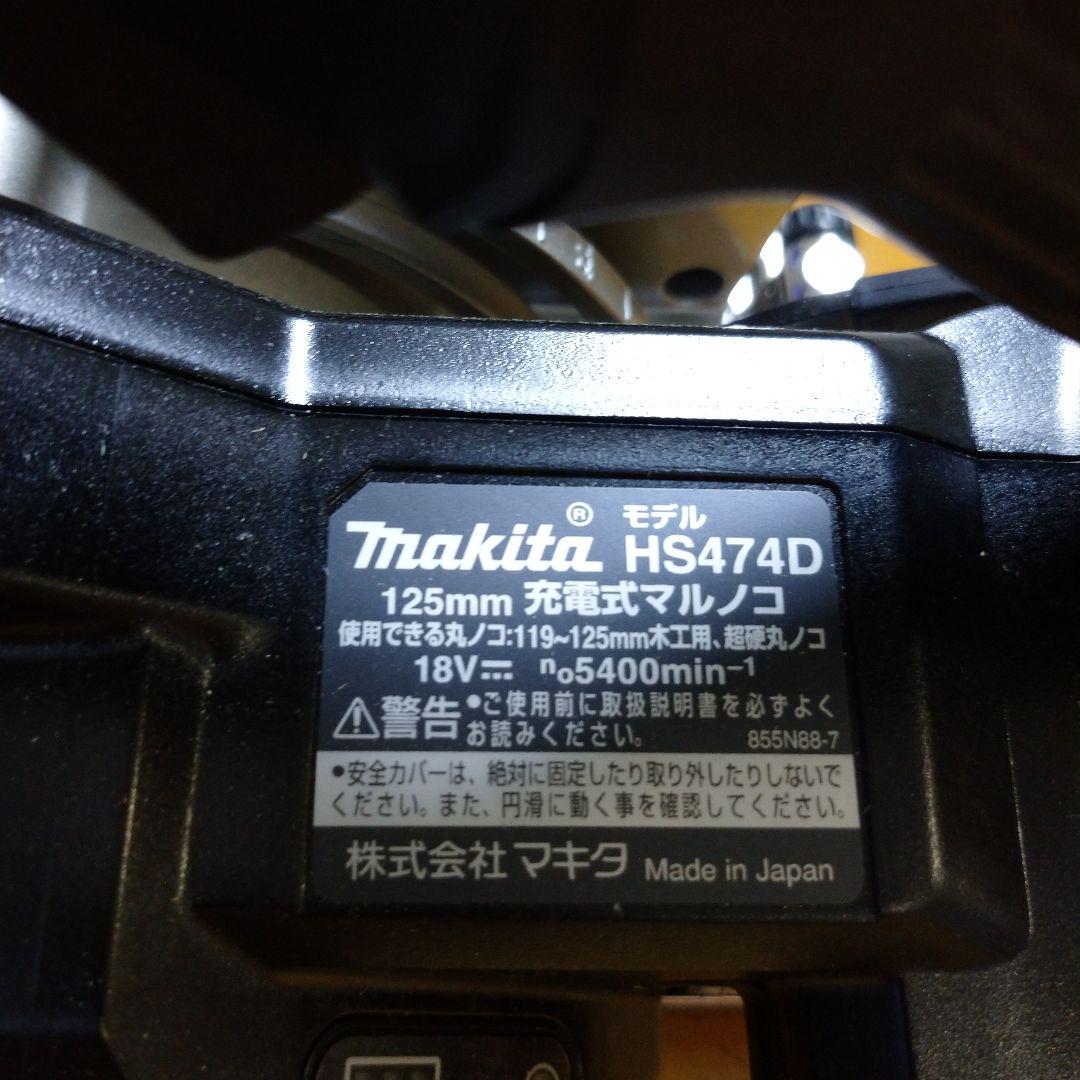 makita® モデル HS474D
125mm 充電式マルノコ
使用できる丸ノコ:119~125mm木工用、超硬丸ノコ
18V⎓ no5400min-1
⚠警告 •ご使用前に取扱説明書を必ずよく
お読みください。 855N88-7
•安全カバーは、絶対に固定したり取り外したりしないで
ください。また、円滑に動く事を確認してください。
株式会社マキタ Made in Japan